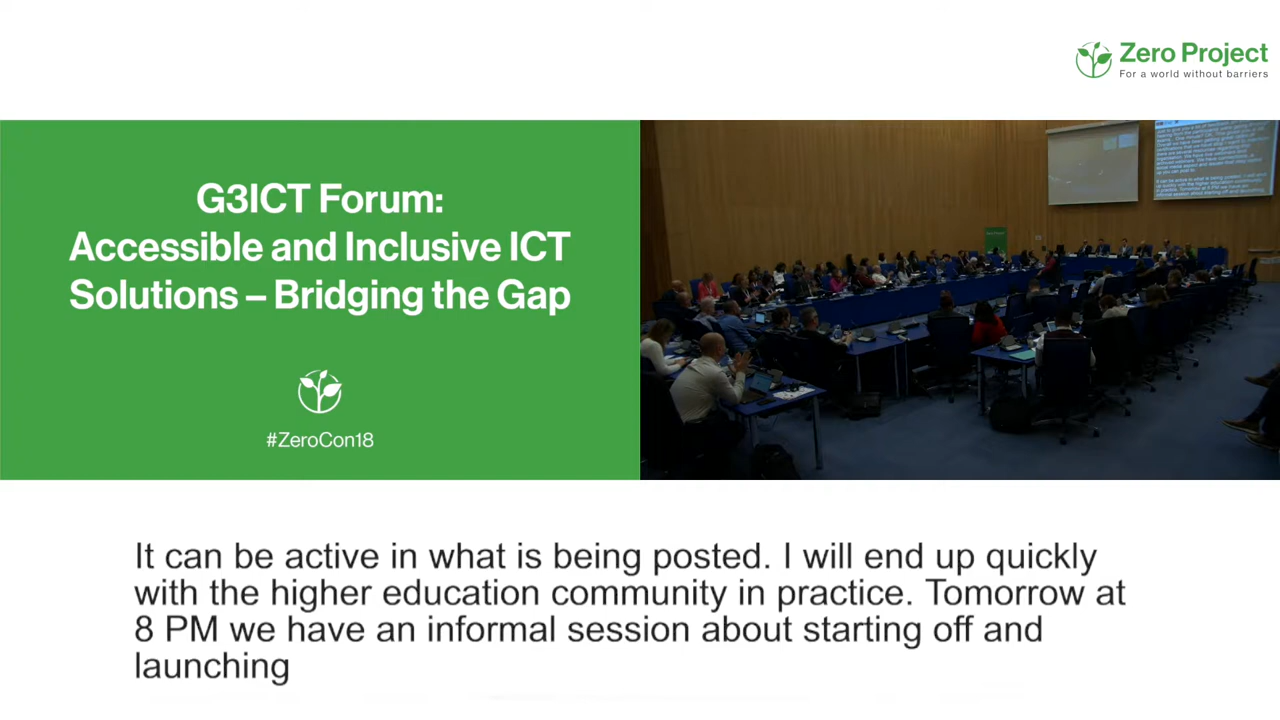 Zero Project
For a world without barriers
G3ICT Forum:
Accessible and Inclusive ICT
Solutions – Bridging the Gap
#ZeroCon18
It can be active in what is being posted. I will end up quickly
with the higher education community in practice. Tomorrow at
8 PM we have an informal session about starting off and
launching